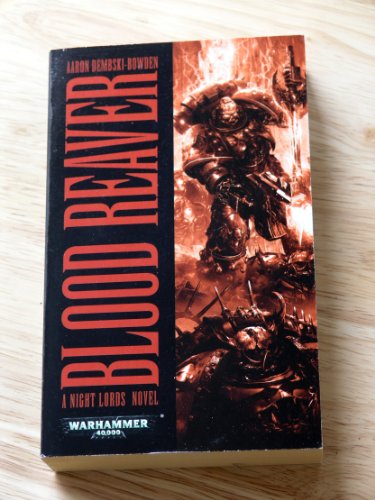 AARON DEMBSKI-BOWDEN
BLOOD REAVER
A NIGHT LORDS NOVEL
WARHAMMER
40,000